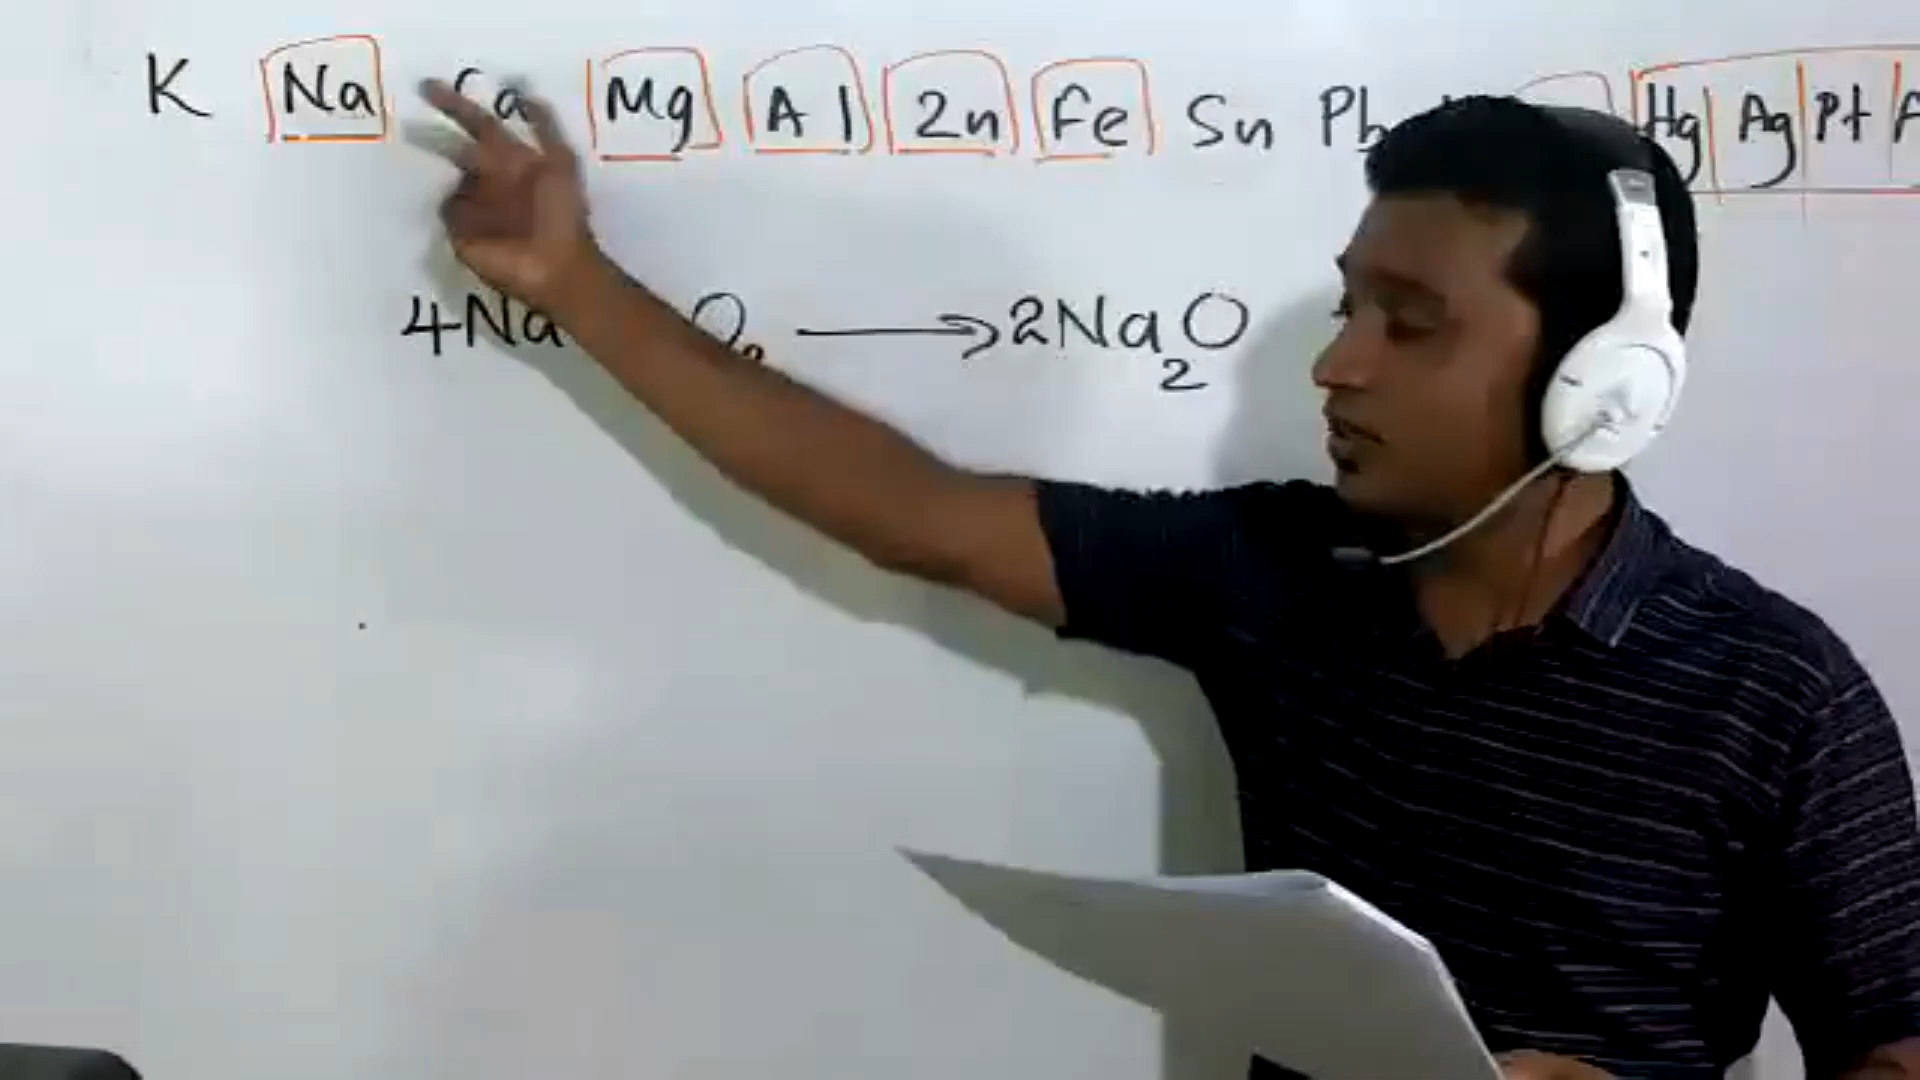 K Na Ca Mg Al Zn Fe Sn Pb Hg Ag Pt
4Na O₂ → 2Na₂O